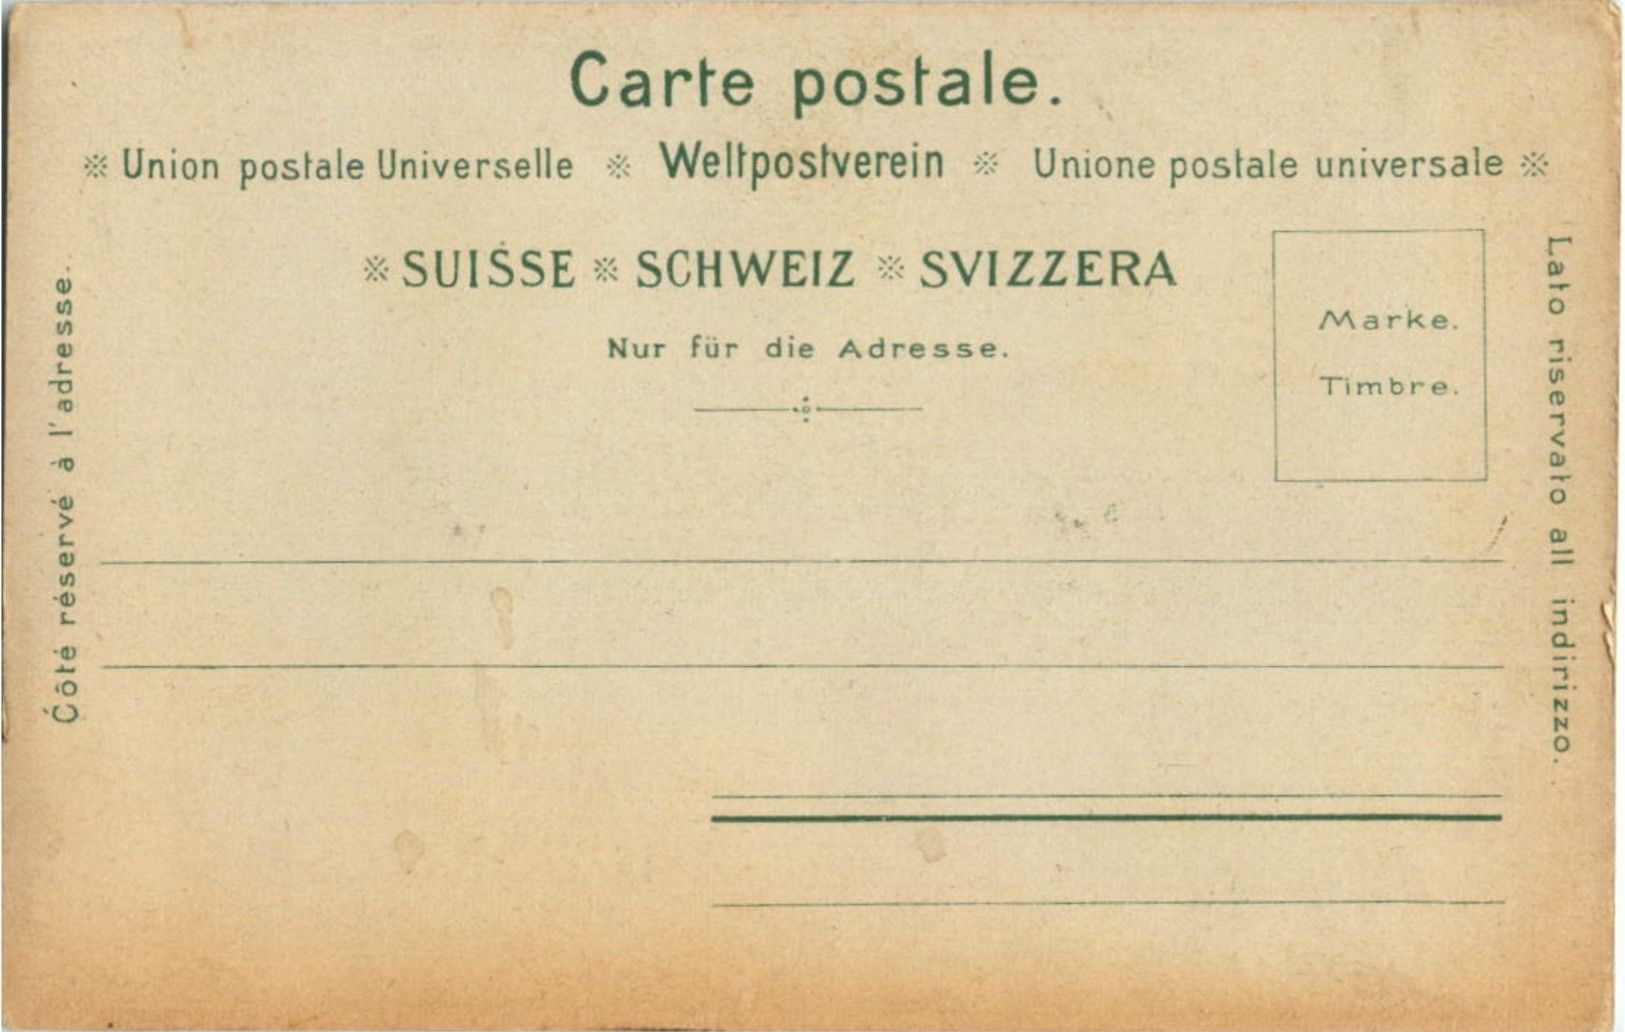 Carte postale.
※ Union postale Universelle ※ Weltpostverein ※ Unione postale universale ※
※ SUISSE ※ SCHWEIZ ※ SVIZZERA
Nur für die Adresse.
Marke.
Timbre.
Côté réservé à l'adresse.
Lato riservato all indirizzo.